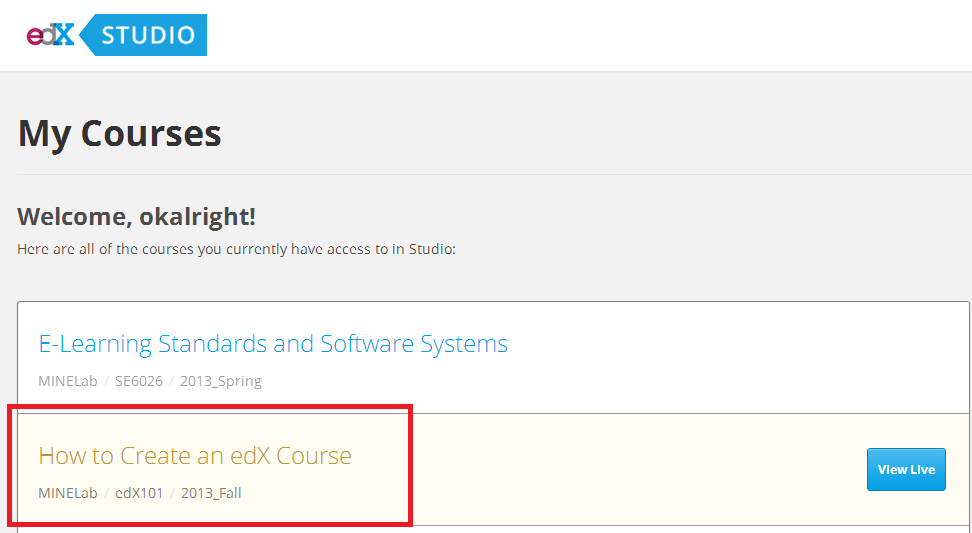 edX STUDIO
My Courses
Welcome, okalright!
Here are all of the courses you currently have access to in Studio:
E-Learning Standards and Software Systems
MINELab / SE6026 / 2013_Spring
How to Create an edX Course
MINELab / edX101 / 2013_Fall
View Live